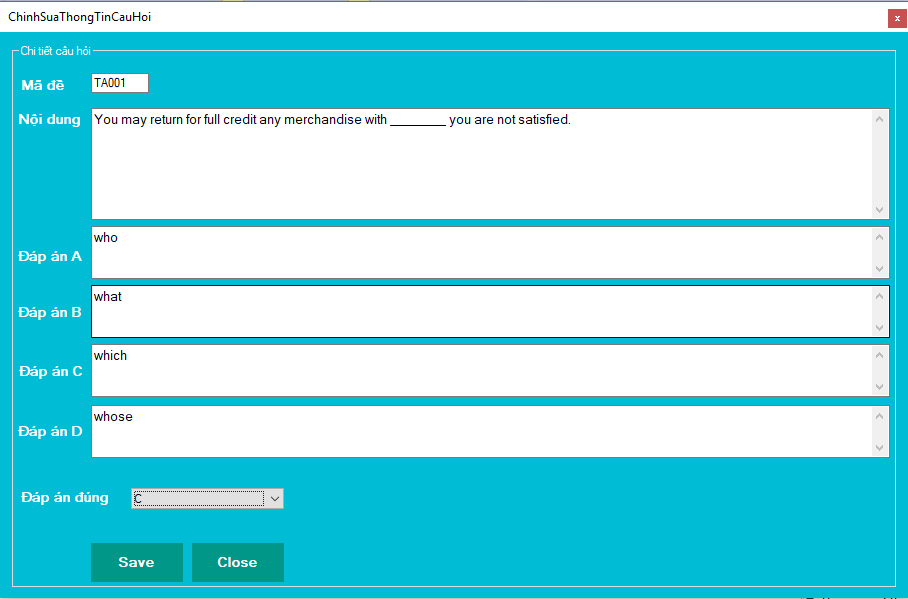 ChinhSuaThongTinCauHoi
x
Chi tiết câu hỏi
Mã đề TA001
Nội dung You may return for full credit any merchandise with ________ you are not satisfied.
Đáp án A who
Đáp án B what
Đáp án C which
Đáp án D whose
Đáp án đúng C
Save Close